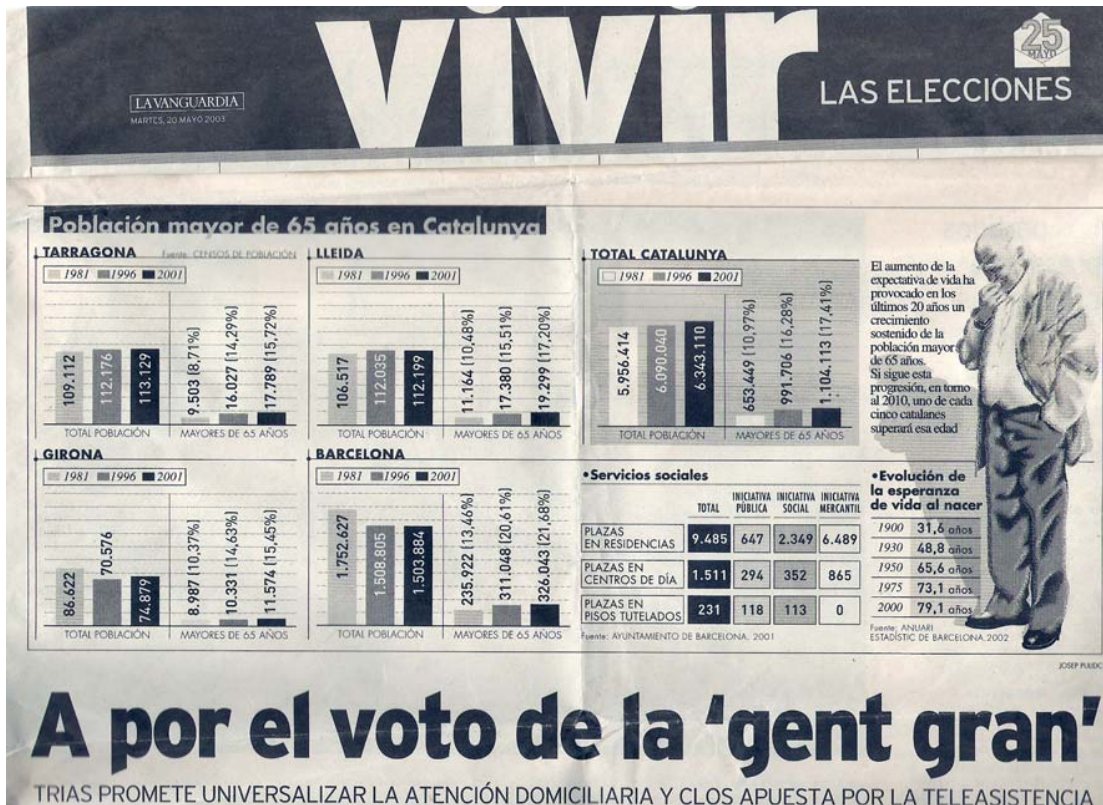 vivir
25
MAYO
LAS ELECCIONES
LA VANGUARDIA
MARTES, 20 MAYO 2003
Población mayor de 65 años en Catalunya
TARRAGONA
Fuente: CENSOS DE POBLACIÓN
1981 1996 2001
109.112
112.176
113.129
9.503 (8,71%)
16.027 (14,29%)
17.789 (15,72%)
TOTAL POBLACIÓN
MAYORES DE 65 AÑOS
LLEIDA
1981 1996 2001
106.517
112.035
112.199
11.164 (10,48%)
17.380 (15,51%)
19.299 (17,20%)
TOTAL POBLACIÓN
MAYORES DE 65 AÑOS
TOTAL CATALUNYA
1981 1996 2001
5.956.414
6.090.040
6.343.110
653.449 (10,97%)
991.706 (16,28%)
1.104.113 (17,41%)
TOTAL POBLACIÓN
MAYORES DE 65 AÑOS
El aumento de la
expectativa de vida ha
provocado en los
últimos 20 años un
crecimiento
sostenido de la
población mayor
de 65 años.
Si sigue esta
progresión, en torno
al 2010, uno de cada
cinco catalanes
superará esa edad
GIRONA
1981 1996 2001
86.622
70.576
74.879
8.987 (10,37%)
10.331 (14,63%)
11.574 (15,45%)
TOTAL POBLACIÓN
MAYORES DE 65 AÑOS
BARCELONA
1981 1996 2001
1.752.627
1.508.805
1.503.884
235.922 (13,46%)
311.048 (20,61%)
326.043 (21,68%)
TOTAL POBLACIÓN
MAYORES DE 65 AÑOS
•Servicios sociales
TOTAL INICIATIVA PÚBLICA INICIATIVA SOCIAL INICIATIVA MERCANTIL
PLAZAS
EN RESIDENCIAS 9.485 647 2.349 6.489
PLAZAS EN
CENTROS DE DÍA 1.511 294 352 865
PLAZAS EN
PISOS TUTELADOS 231 118 113 0
Fuente: AYUNTAMIENTO DE BARCELONA, 2001
•Evolución de
la esperanza
de vida al nacer
1900 31,6 años
1930 48,8 años
1950 65,6 años
1975 73,1 años
2000 79,1 años
Fuente: ANUARI
ESTADÍSTIC DE BARCELONA, 2002
JOSEP PULIDO
A por el voto de la ‘gent gran’
TRIAS PROMETE UNIVERSALIZAR LA ATENCIÓN DOMICILIARIA Y CLOS APUESTA POR LA TELEASISTENCIA